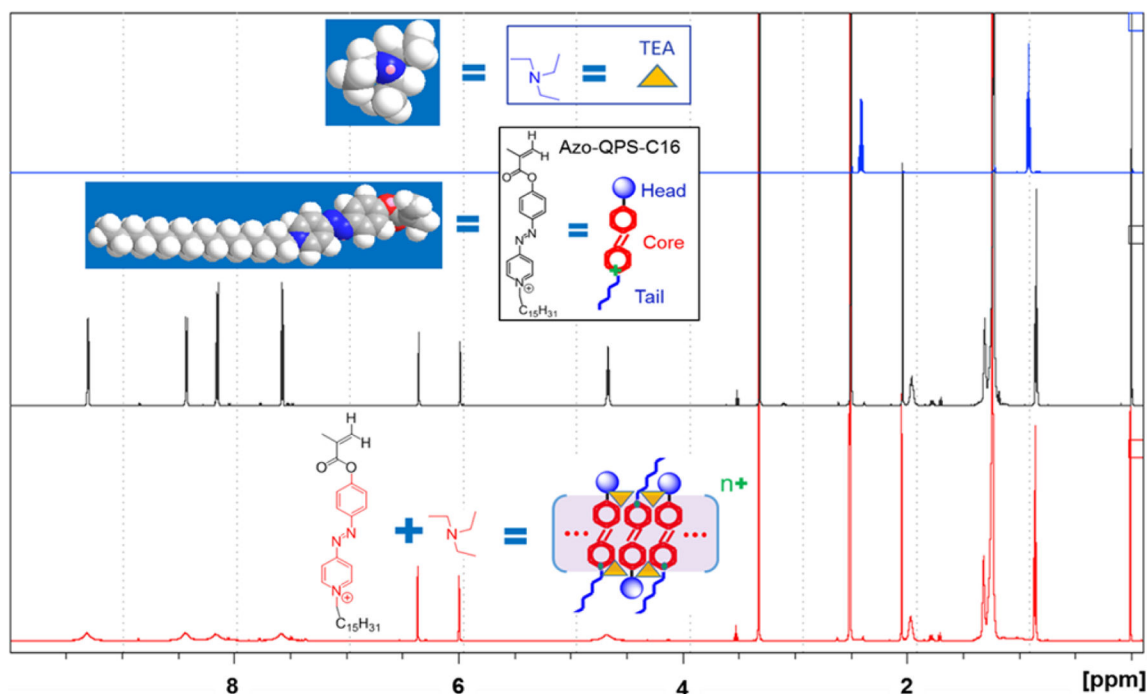 N
=
=
TEA
Azo-QPS-C16
H
H
O
O
N
N
N
+
C15H31
=
=
Head
Core
+
Tail
H
H
O
O
N
N
N
+
C15H31
+
N
=
...
...
n+
8
6
4
2
[ppm]